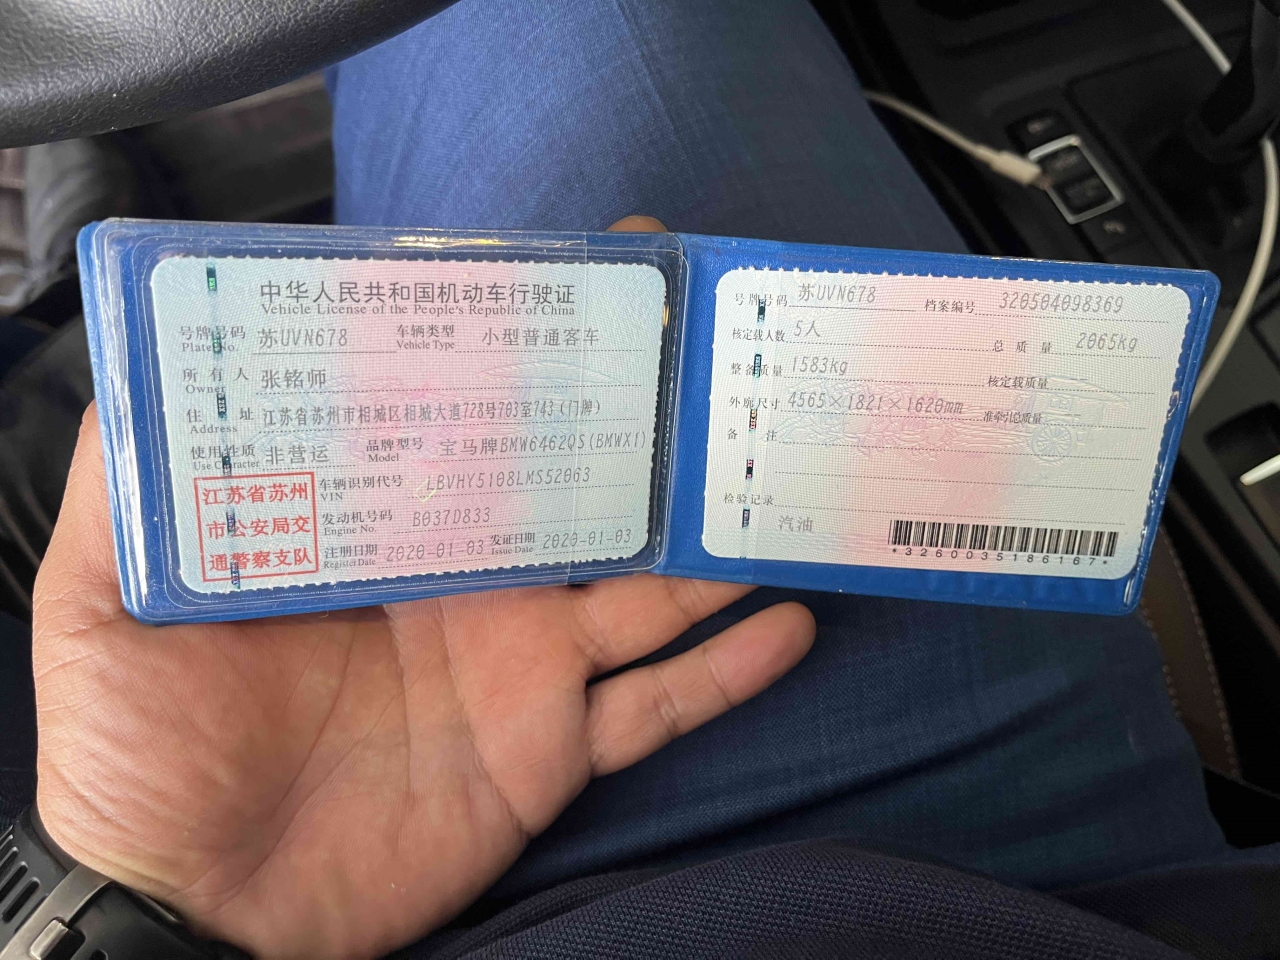 中华人民共和国机动车行驶证
Vehicle License of the People's Republic of China
号牌号码 苏UVN678 车辆类型 小型普通客车
Plate No. Vehicle Type
所有人 张铭师
Owner
住址 江苏省苏州市相城区相城大道728号703室743(门牌)
Address
使用性质 非营运 品牌型号 宝马牌BMW6462QS(BMWX1)
Use Character Model
江苏省苏州
市公安局交
通警察支队
车辆识别代号 LBVHY5108LMS52063
VIN
发动机号码 B037D833
Engine No.
注册日期 2020-01-03 发证日期 2020-01-03
Register Date Issue Date
号牌号码 苏UVN678 档案编号 320504098369
核定载人数 5人 总质量 2065kg
整备质量 1583kg 核定载质量
外廓尺寸 4565×1821×1620mm 准牵引总质量
备注
检验记录
汽油
*3260035186167*